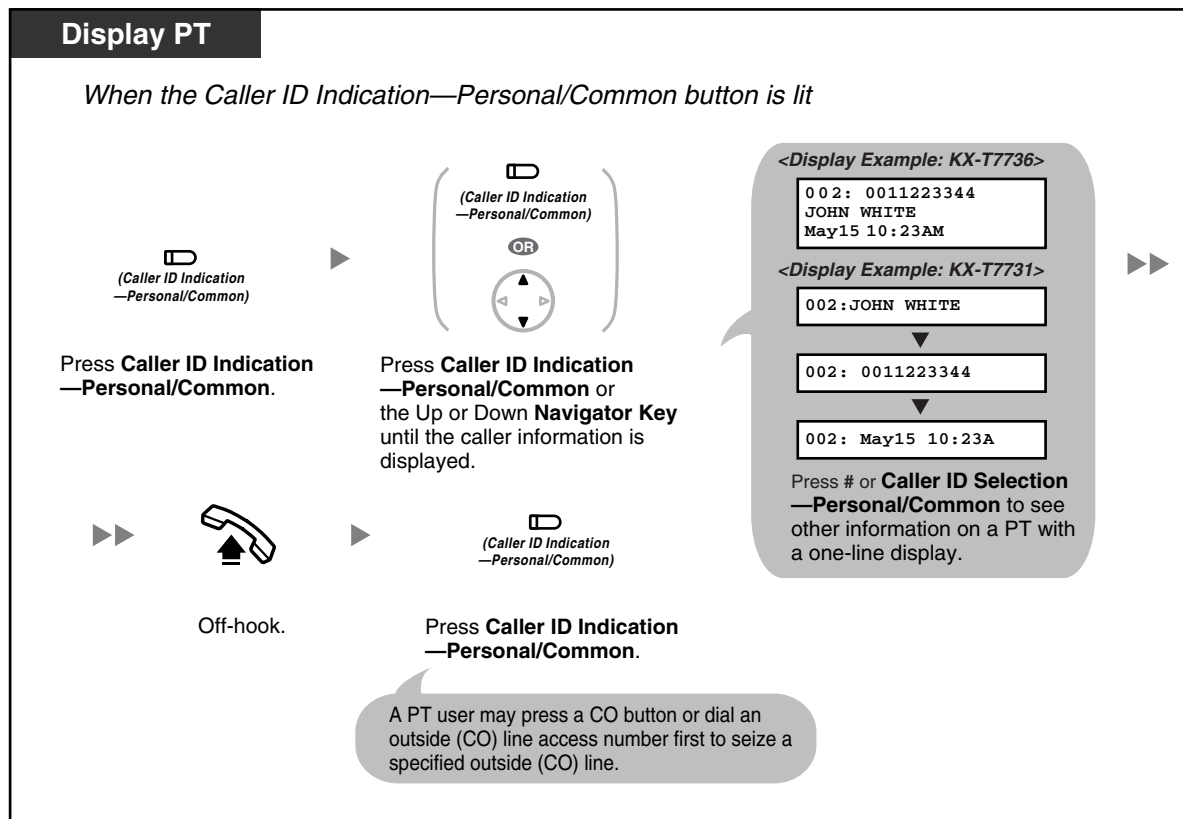 Display PT
When the Caller ID Indication—Personal/Common button is lit
(Caller ID Indication
—Personal/Common)
Press Caller ID Indication
—Personal/Common.
(Caller ID Indication
—Personal/Common)
OR
Press Caller ID Indication
—Personal/Common or
the Up or Down Navigator Key
until the caller information is
displayed.
<Display Example: KX-T7736>
002: 0011223344
JOHN WHITE
May15 10:23AM
<Display Example: KX-T7731>
002:JOHN WHITE
002: 0011223344
002: May15 10:23A
Press # or Caller ID Selection
—Personal/Common to see
other information on a PT with
a one-line display.
Off-hook.
(Caller ID Indication
—Personal/Common)
Press Caller ID Indication
—Personal/Common.
A PT user may press a CO button or dial an
outside (CO) line access number first to seize a
specified outside (CO) line.